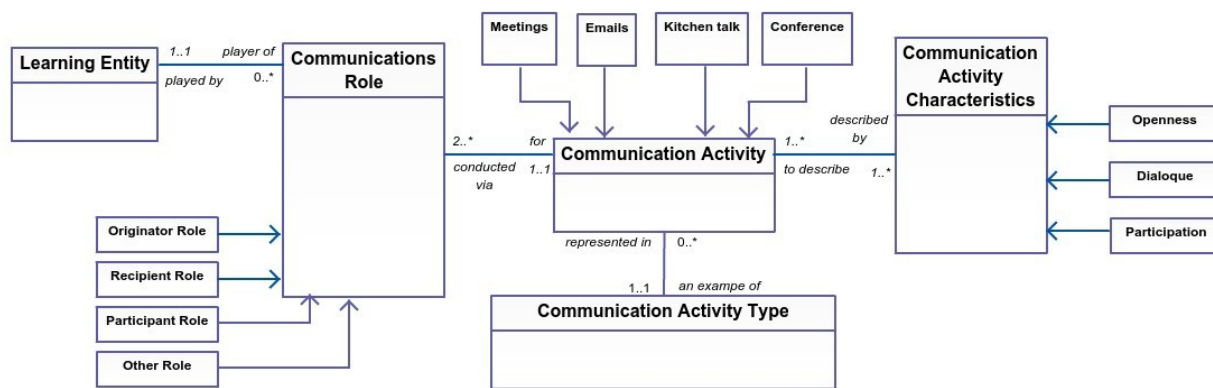 Meetings
Emails
Kitchen talk
Conference
Learning Entity
1..1
player of
played by
0..*
Communications
Role
Communication
Activity
Characteristics
2..*
for
conducted
via
1..1
Communication Activity
1..*
described
by
to describe
1..*
Openness
Dialoque
Participation
Originator Role
Recipient Role
Participant Role
Other Role
represented in
0..*
1..1
an exampe of
Communication Activity Type